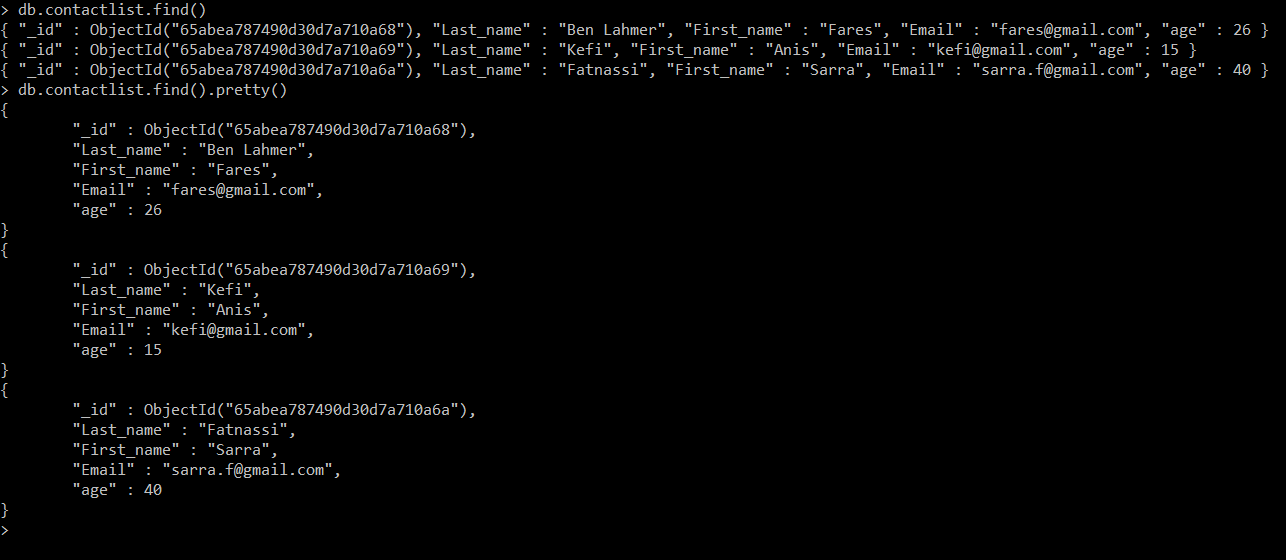 > db.contactlist.find()
{ "_id" : ObjectId("65abea787490d30d7a710a68"), "Last_name" : "Ben Lahmer", "First_name" : "Fares", "Email" : "fares@gmail.com", "age" : 26 }
{ "_id" : ObjectId("65abea787490d30d7a710a69"), "Last_name" : "Kefi", "First_name" : "Anis", "Email" : "kefi@gmail.com", "age" : 15 }
{ "_id" : ObjectId("65abea787490d30d7a710a6a"), "Last_name" : "Fatnassi", "First_name" : "Sarra", "Email" : "sarra.f@gmail.com", "age" : 40 }
> db.contactlist.find().pretty()
{
        "_id" : ObjectId("65abea787490d30d7a710a68"),
        "Last_name" : "Ben Lahmer",
        "First_name" : "Fares",
        "Email" : "fares@gmail.com",
        "age" : 26
}
{
        "_id" : ObjectId("65abea787490d30d7a710a69"),
        "Last_name" : "Kefi",
        "First_name" : "Anis",
        "Email" : "kefi@gmail.com",
        "age" : 15
}
{
        "_id" : ObjectId("65abea787490d30d7a710a6a"),
        "Last_name" : "Fatnassi",
        "First_name" : "Sarra",
        "Email" : "sarra.f@gmail.com",
        "age" : 40
}
>